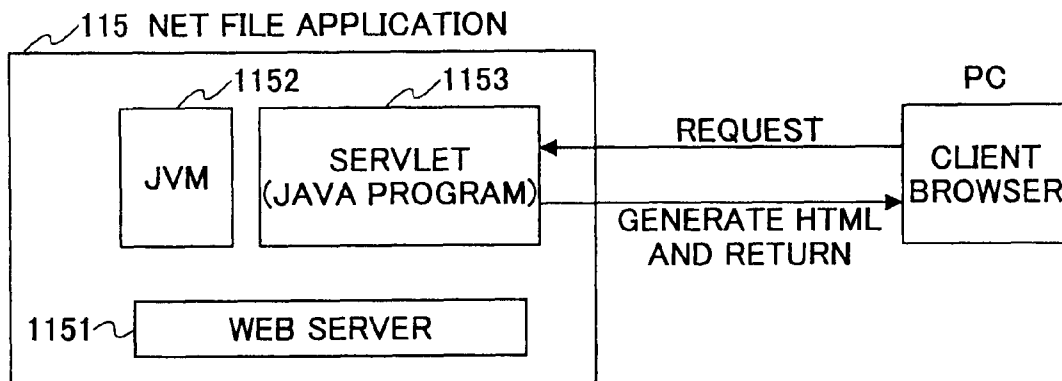 115 NET FILE APPLICATION
1152
1153
PC
JVM
SERVLET
(JAVA PROGRAM)
REQUEST
GENERATE HTML
AND RETURN
CLIENT
BROWSER
1151
WEB SERVER